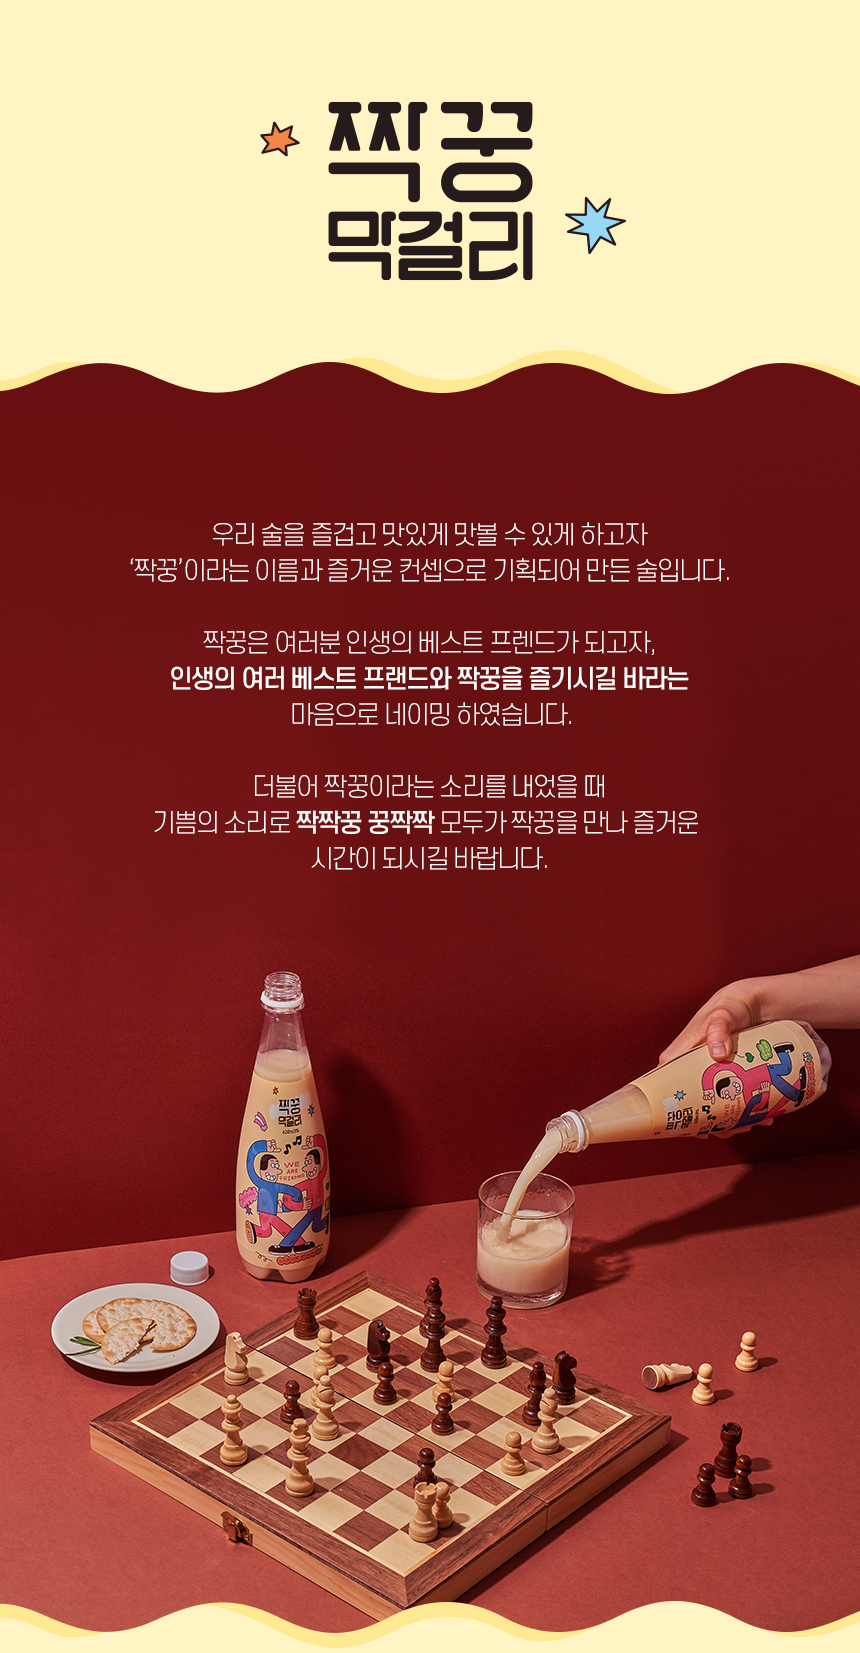 짝꿍
막걸리
우리 술을 즐겁고 맛있게 맛볼 수 있게 하고자
‘짝꿍’이라는 이름과 즐거운 컨셉으로 기획되어 만든 술입니다.
짝꿍은 여러분 인생의 베스트 프렌드가 되고자,
인생의 여러 베스트 프랜드와 짝꿍을 즐기시길 바라는
마음으로 네이밍 하였습니다.
더불어 짝꿍이라는 소리를 내었을 때
기쁨의 소리로 짝짝꿍 꿍짝짝 모두가 짝꿍을 만나 즐거운
시간이 되시길 바랍니다.
짝꿍
막걸리
WE
ARE
FRIENDS
짝꿍
막걸리